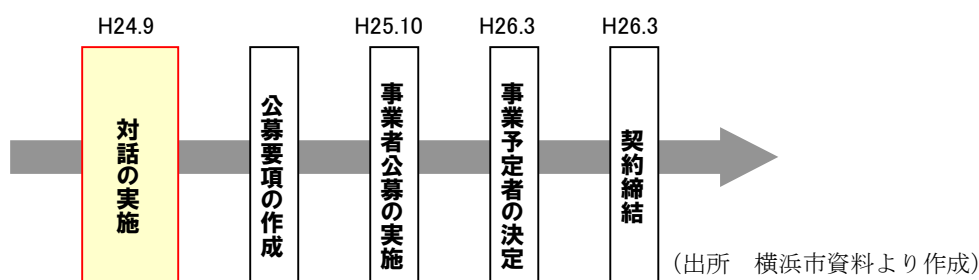 H24.9
H25.10
H26.3
H26.3
対話の実施
公募要項の作成
事業者公募の実施
事業予定者の決定
契約締結
(出所　横浜市資料より作成)